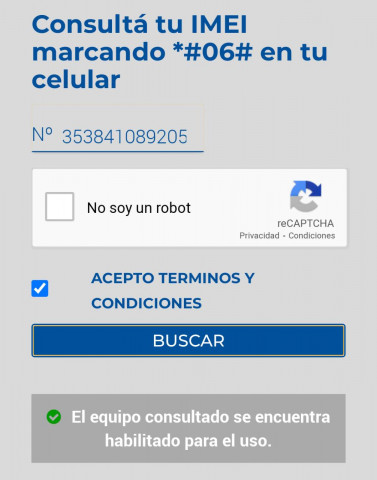 Consultá tu IMEI
marcando *#06# en tu
celular
Nº 353841089205
No soy un robot
reCAPTCHA
Privacidad - Condiciones
ACEPTO TERMINOS Y
CONDICIONES
BUSCAR
El equipo consultado se encuentra
habilitado para el uso.